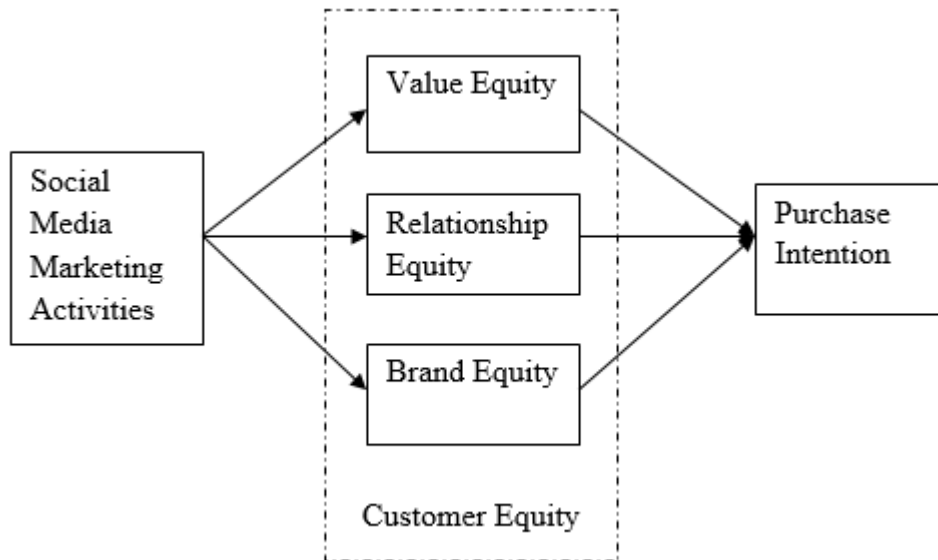 Social
Media
Marketing
Activities
Value Equity
Relationship
Equity
Brand Equity
Customer Equity
Purchase
Intention